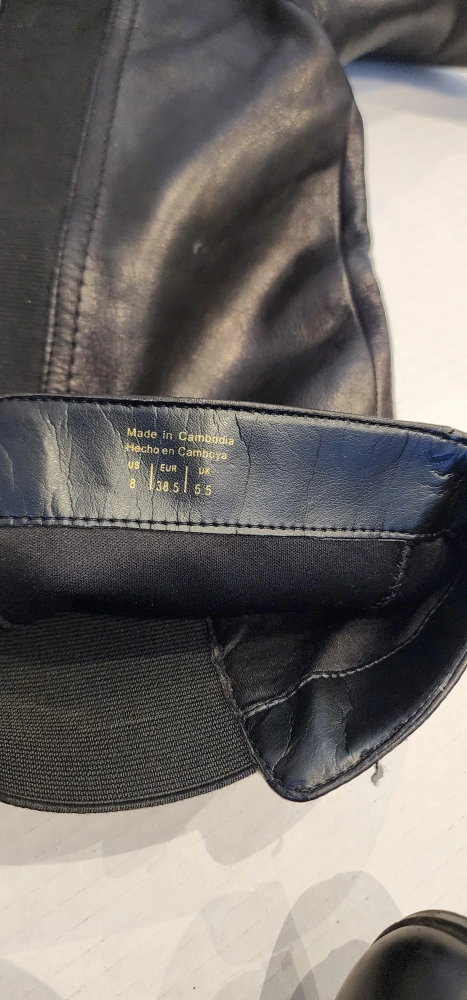 Made in Cambodia
Hecho en Camboya
US | EUR | UK
8 | 38.5 | 5.5